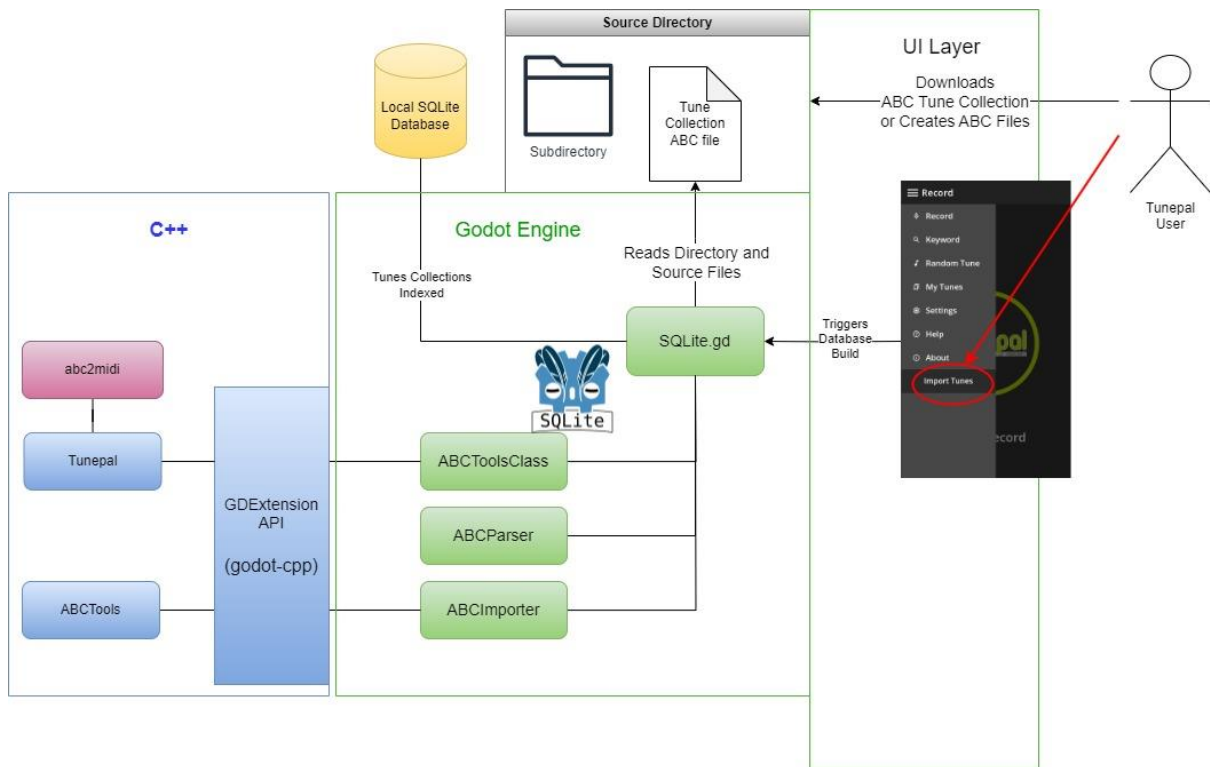 Source Directory
UI Layer
Downloads
ABC Tune Collection
or Creates ABC Files
Local SQLite
Database
Tune
Collection
ABC file
Subdirectory
Tunepal
User
Record
Record
Keyword
Random Tune
My Tunes
Settings
Help
About
Import Tunes
pal
ecord
C++
Godot Engine
Tunes Collections
Indexed
Reads Directory and
Source Files
Triggers
Database
Build
SQLite.gd
SQLite
abc2midi
Tunepal
GDExtension
API
(godot-cpp)
ABCToolsClass
ABCParser
ABCTools
ABCImporter